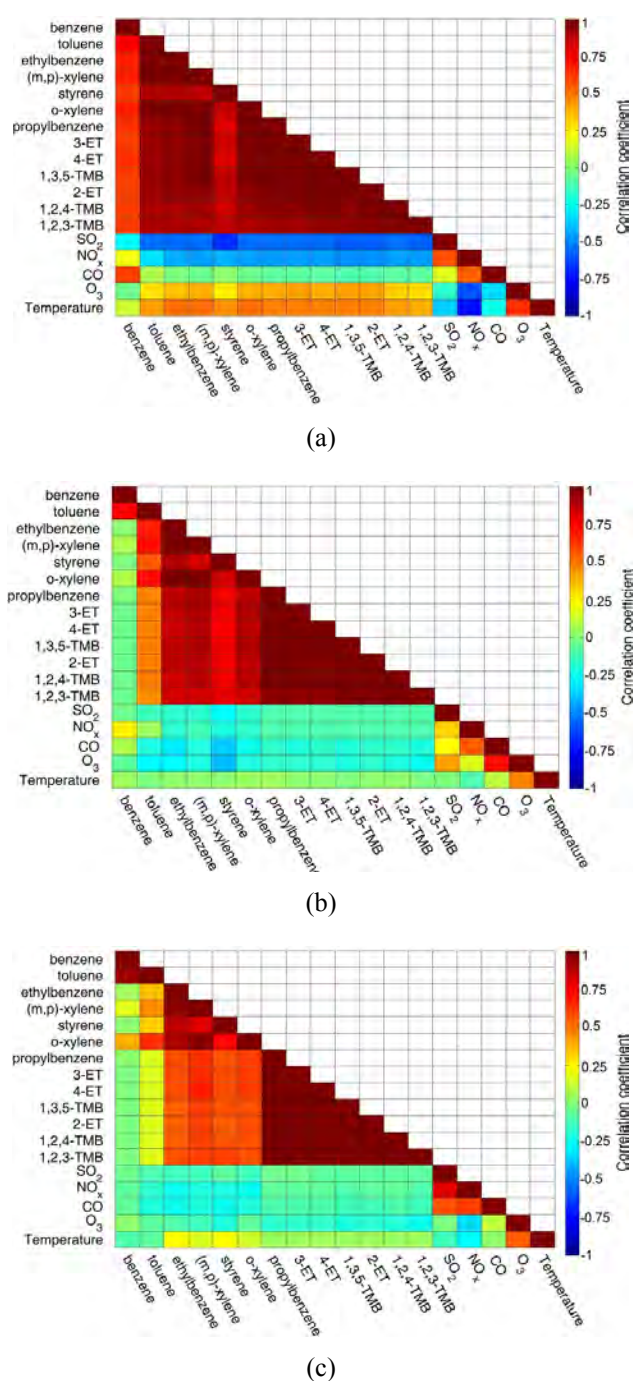 benzene
toluene
ethylbenzene
(m,p)-xylene
styrene
o-xylene
propylbenzene
3-ET
4-ET
1,3,5-TMB
2-ET
1,2,4-TMB
1,2,3-TMB
SO2
NOx
CO
O3
Temperature
benzene
toluene
ethylbenzene
(m,p)-xylene
styrene
o-xylene
propylbenzene
3-ET
4-ET
1,3,5-TMB
2-ET
1,2,4-TMB
1,2,3-TMB
SO2
NOx
CO
O3
Temperature
1
0.75
0.5
0.25
0
-0.25
-0.5
-0.75
-1
Correlation coefficient
(a)
benzene
toluene
ethylbenzene
(m,p)-xylene
styrene
o-xylene
propylbenzene
3-ET
4-ET
1,3,5-TMB
2-ET
1,2,4-TMB
1,2,3-TMB
SO2
NOx
CO
O3
Temperature
benzene
toluene
ethylbenzene
(m,p)-xylene
styrene
o-xylene
3-ET
4-ET
1,3,5-TMB
2-ET
1,2,4-TMB
1,2,3-TMB
SO2
NOx
CO
O3
Temperature
1
0.75
0.5
0.25
0
-0.25
-0.5
-0.75
-1
Correlation coefficient
(b)
benzene
toluene
ethylbenzene
(m,p)-xylene
styrene
o-xylene
propylbenzene
3-ET
4-ET
1,3,5-TMB
2-ET
1,2,4-TMB
1,2,3-TMB
SO2
NOx
CO
O3
Temperature
benzene
toluene
ethylbenzene
(m,p)-xylene
styrene
o-xylene
propylbenzene
3-ET
4-ET
1,3,5-TMB
2-ET
1,2,4-TMB
1,2,3-TMB
SO2
NOx
CO
O3
Temperature
1
0.75
0.5
0.25
0
-0.25
-0.5
-0.75
-1
Correlation coefficient
(c)